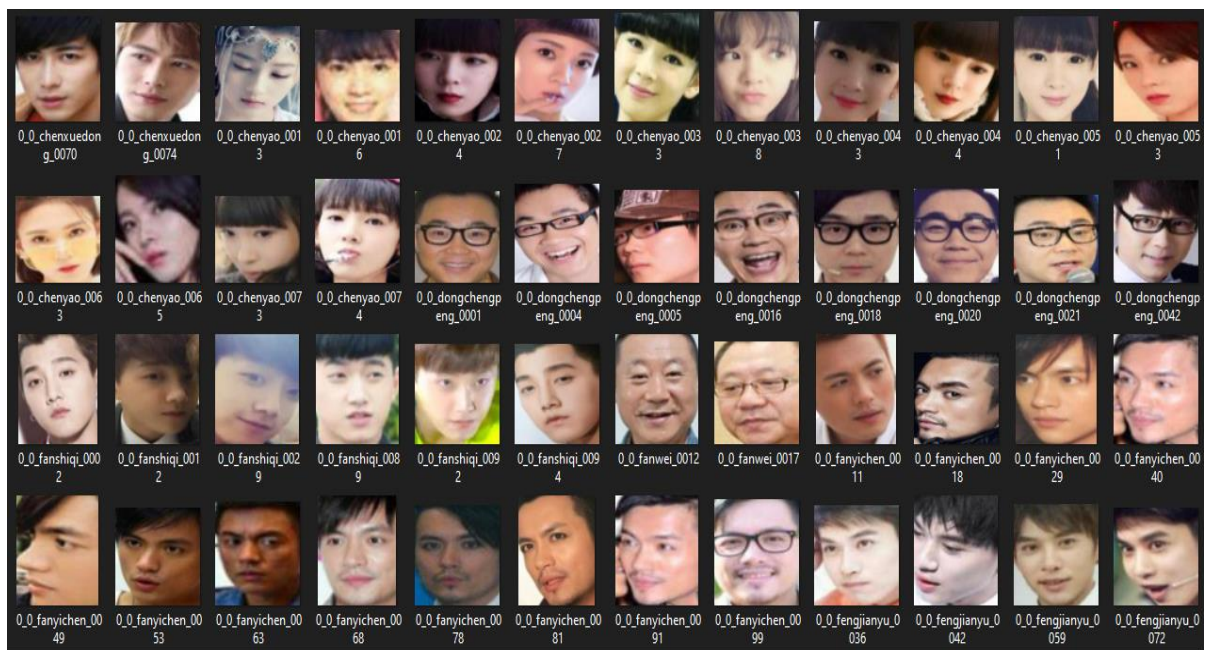 0_0_chenxuedon 0_0_chenxuedon 0_0_chenyao_001 0_0_chenyao_001 0_0_chenyao_002 0_0_chenyao_002 0_0_chenyao_003 0_0_chenyao_003 0_0_chenyao_004 0_0_chenyao_004 0_0_chenyao_005 0_0_chenyao_005
g_0070 g_0074 3 6 4 7 3 8 3 4 1 3
0_0_chenyao_006 0_0_chenyao_006 0_0_chenyao_007 0_0_chenyao_007 0_0_dongchengp 0_0_dongchengp 0_0_dongchengp 0_0_dongchengp 0_0_dongchengp 0_0_dongchengp 0_0_dongchengp 0_0_dongchengp
3 5 3 4 eng_0001 eng_0004 eng_0005 eng_0016 eng_0018 eng_0020 eng_0021 eng_0042
0_0_fanshiqi_000 0_0_fanshiqi_001 0_0_fanshiqi_002 0_0_fanshiqi_008 0_0_fanshiqi_009 0_0_fanshiqi_009 0_0_fanwei_0012 0_0_fanwei_0017 0_0_fanyichen_00 0_0_fanyichen_00 0_0_fanyichen_00 0_0_fanyichen_00
2 2 9 9 2 4 11 18 29 40
0_0_fanyichen_00 0_0_fanyichen_00 0_0_fanyichen_00 0_0_fanyichen_00 0_0_fanyichen_00 0_0_fanyichen_00 0_0_fanyichen_00 0_0_fanyichen_00 0_0_fengjianyu_0 0_0_fengjianyu_0 0_0_fengjianyu_0 0_0_fengjianyu_0
49 53 63 68 78 81 91 99 036 042 059 072